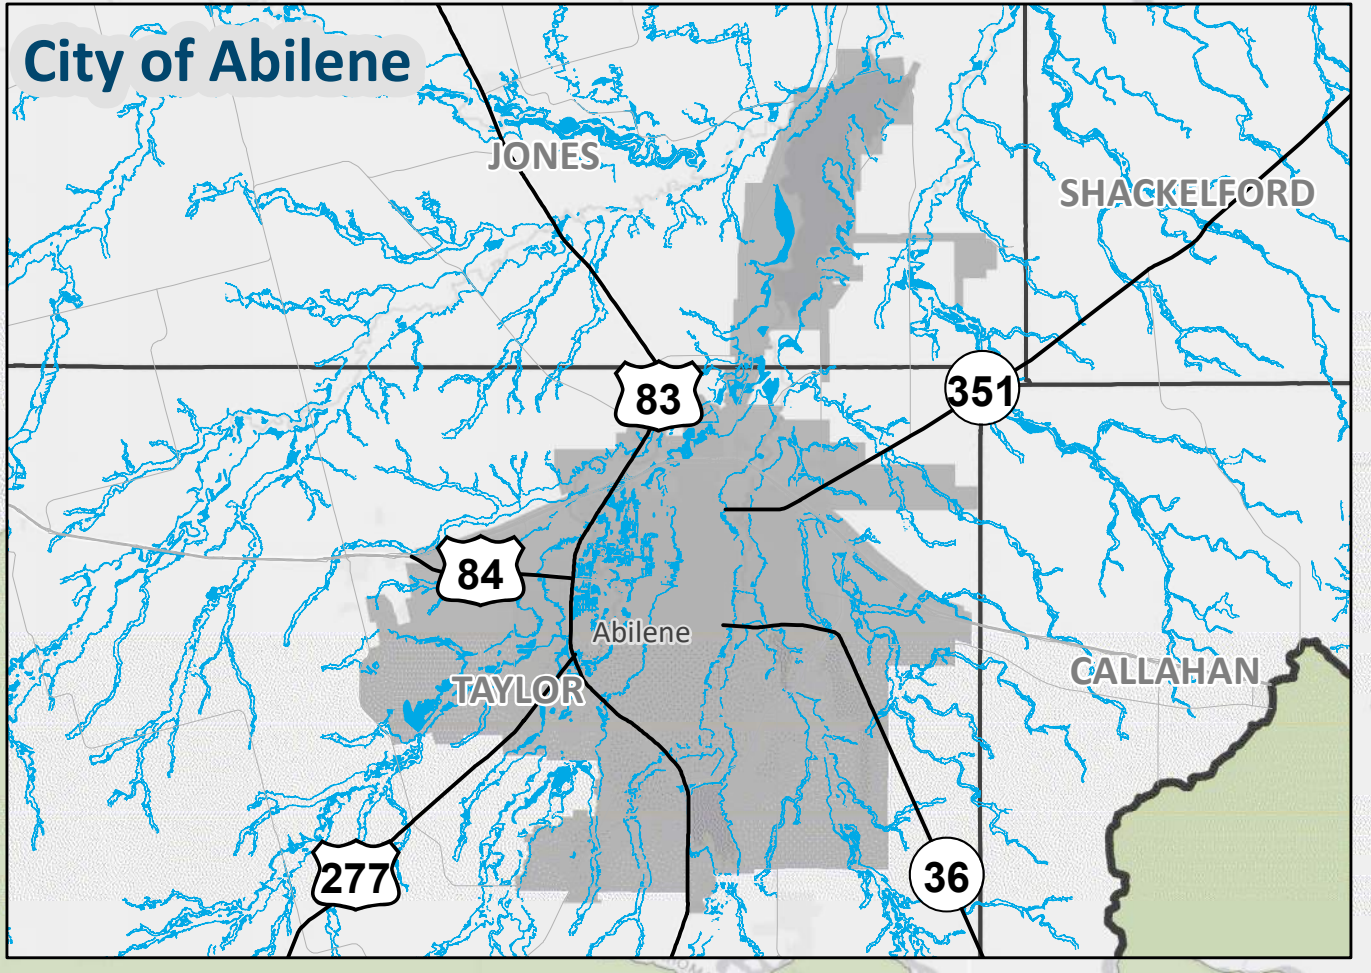 City of Abilene
JONES
SHACKELFORD
83
351
84
Abilene
TAYLOR
CALLAHAN
277
36